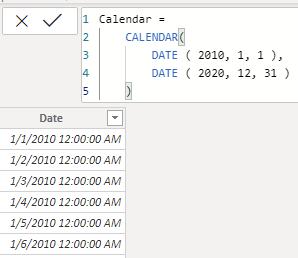 1 Calendar =
2 CALENDAR(
3 DATE ( 2010, 1, 1 ),
4 DATE ( 2020, 12, 31 )
5 )
Date
1/1/2010 12:00:00 AM
1/2/2010 12:00:00 AM
1/3/2010 12:00:00 AM
1/4/2010 12:00:00 AM
1/5/2010 12:00:00 AM
1/6/2010 12:00:00 AM